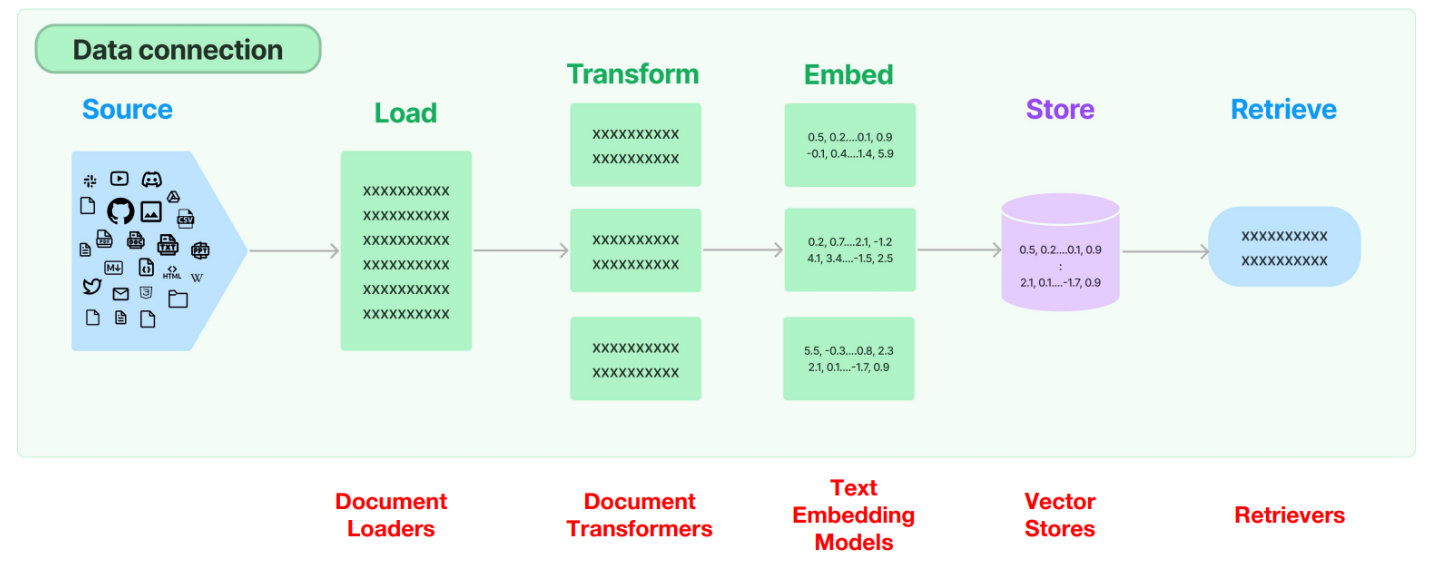 Data connection
Source
Load
Transform
Embed
Store
Retrieve
XXXXXXXXXX
XXXXXXXXXX
XXXXXXXXXX
XXXXXXXXXX
XXXXXXXXXX
XXXXXXXXXX
XXXXXXXXXX
XXXXXXXXXX
XXXXXXXXXX
XXXXXXXXXX
XXXXXXXXXX
XXXXXXXXXX
0.5, 0.2....0.1, 0.9
-0.1, 0.4....1.4, 5.9
0.2, 0.7....2.1, -1.2
4.1, 3.4....-1.5, 2.5
5.5, -0.3....0.8, 2.3
2.1, 0.1....-1.7, 0.9
0.5, 0.2....0.1, 0.9
:
2.1, 0.1....-1.7, 0.9
XXXXXXXXXX
XXXXXXXXXX
CSV
DOC
TXT
PPT
M
HTML
W
3
Document
Loaders
Document
Transformers
Text
Embedding
Models
Vector
Stores
Retrievers